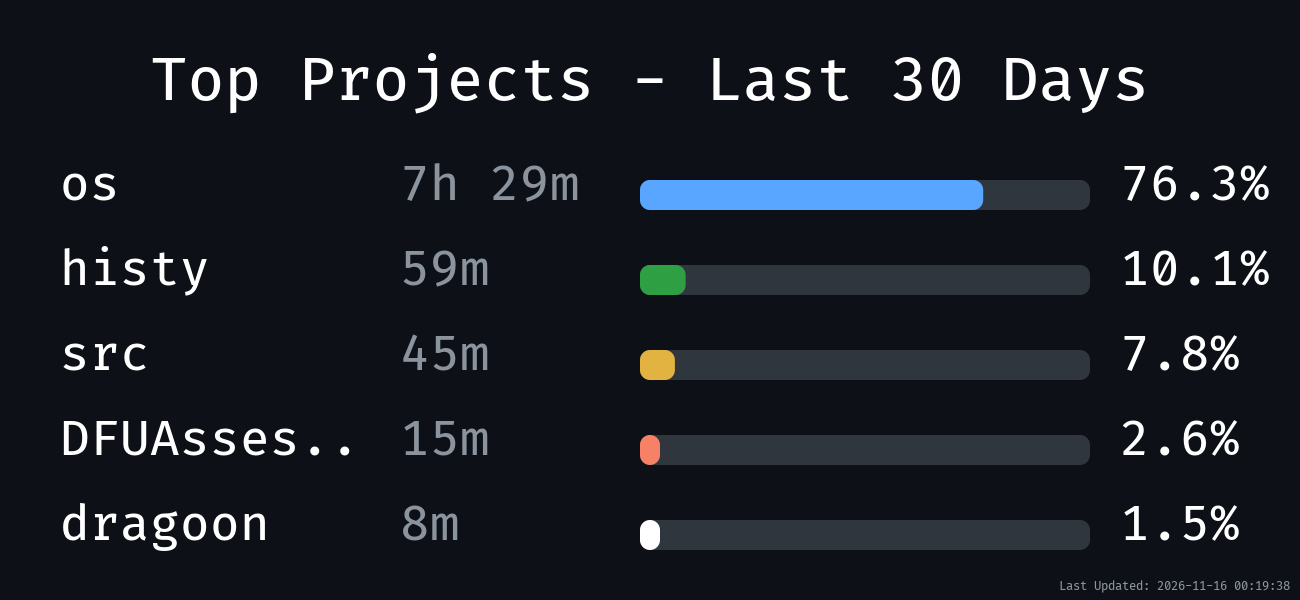 Top Projects - Last 30 Days
os 7h 29m 76.3%
histy 59m 10.1%
src 45m 7.8%
DFUAsses.. 15m 2.6%
dragoon 8m 1.5%
Last Updated: 2026-11-16 00:19:38